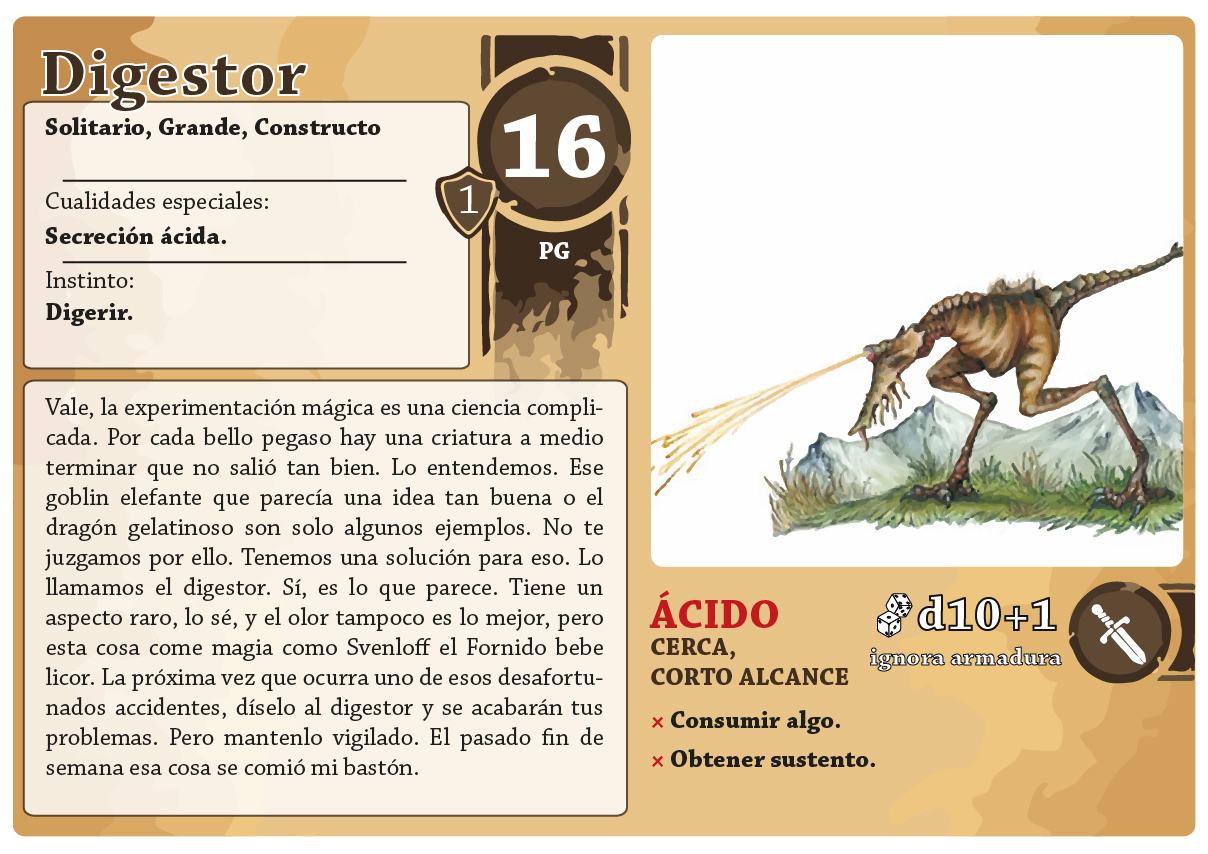 Digestor
Solitario, Grande, Constructo
Cualidades especiales:
Secreción ácida.
Instinto:
Digerir.
1
16
PG
Vale, la experimentación mágica es una ciencia compli-
cada. Por cada bello pegaso hay una criatura a medio
terminar que no salió tan bien. Lo entendemos. Ese
goblin elefante que parecía una idea tan buena o el
dragón gelatinoso son solo algunos ejemplos. No te
juzgamos por ello. Tenemos una solución para eso. Lo
llamamos el digestor. Sí, es lo que parece. Tiene un
aspecto raro, lo sé, y el olor tampoco es lo mejor, pero
esta cosa come magia como Svenloff el Fornido bebe
licor. La próxima vez que ocurra uno de esos desafortu-
nados accidentes, díselo al digestor y se acabarán tus
problemas. Pero mantenlo vigilado. El pasado fin de
semana esa cosa se comió mi bastón.
ÁCIDO
CERCA,
CORTO ALCANCE
d10+1
ignora armadura
× Consumir algo.
× Obtener sustento.